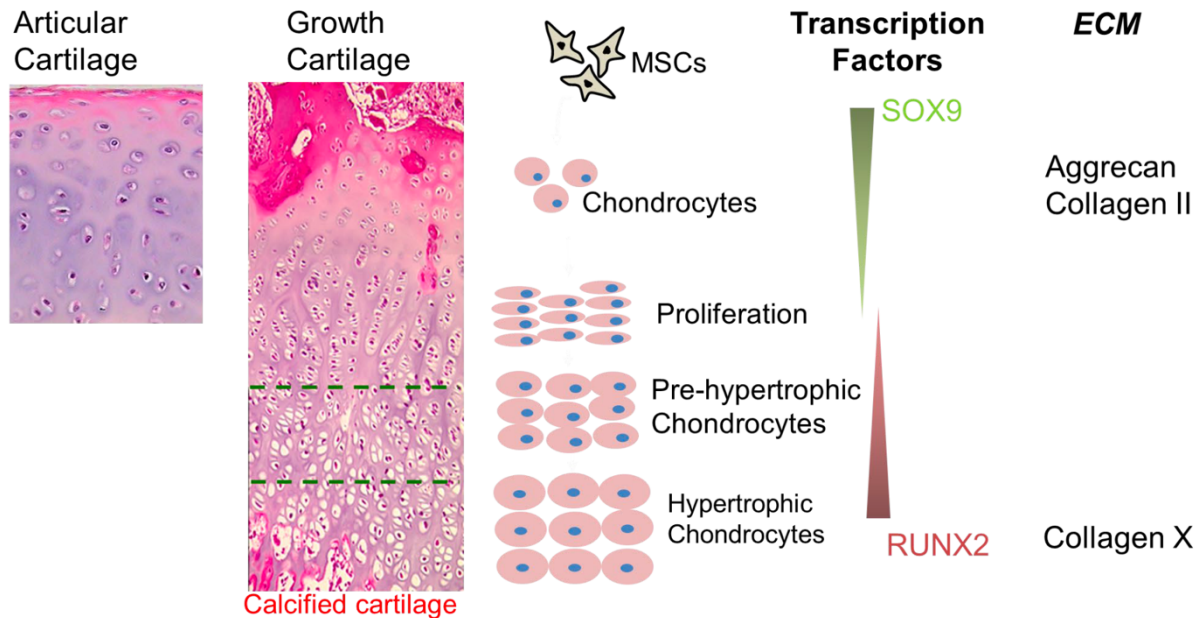 Articular
Cartilage
Growth
Cartilage
MSCs
Transcription
Factors
ECM
SOX9
Chondrocytes
Aggrecan
Collagen II
Proliferation
Pre-hypertrophic
Chondrocytes
Hypertrophic
Chondrocytes
RUNX2
Collagen X
Calcified cartilage